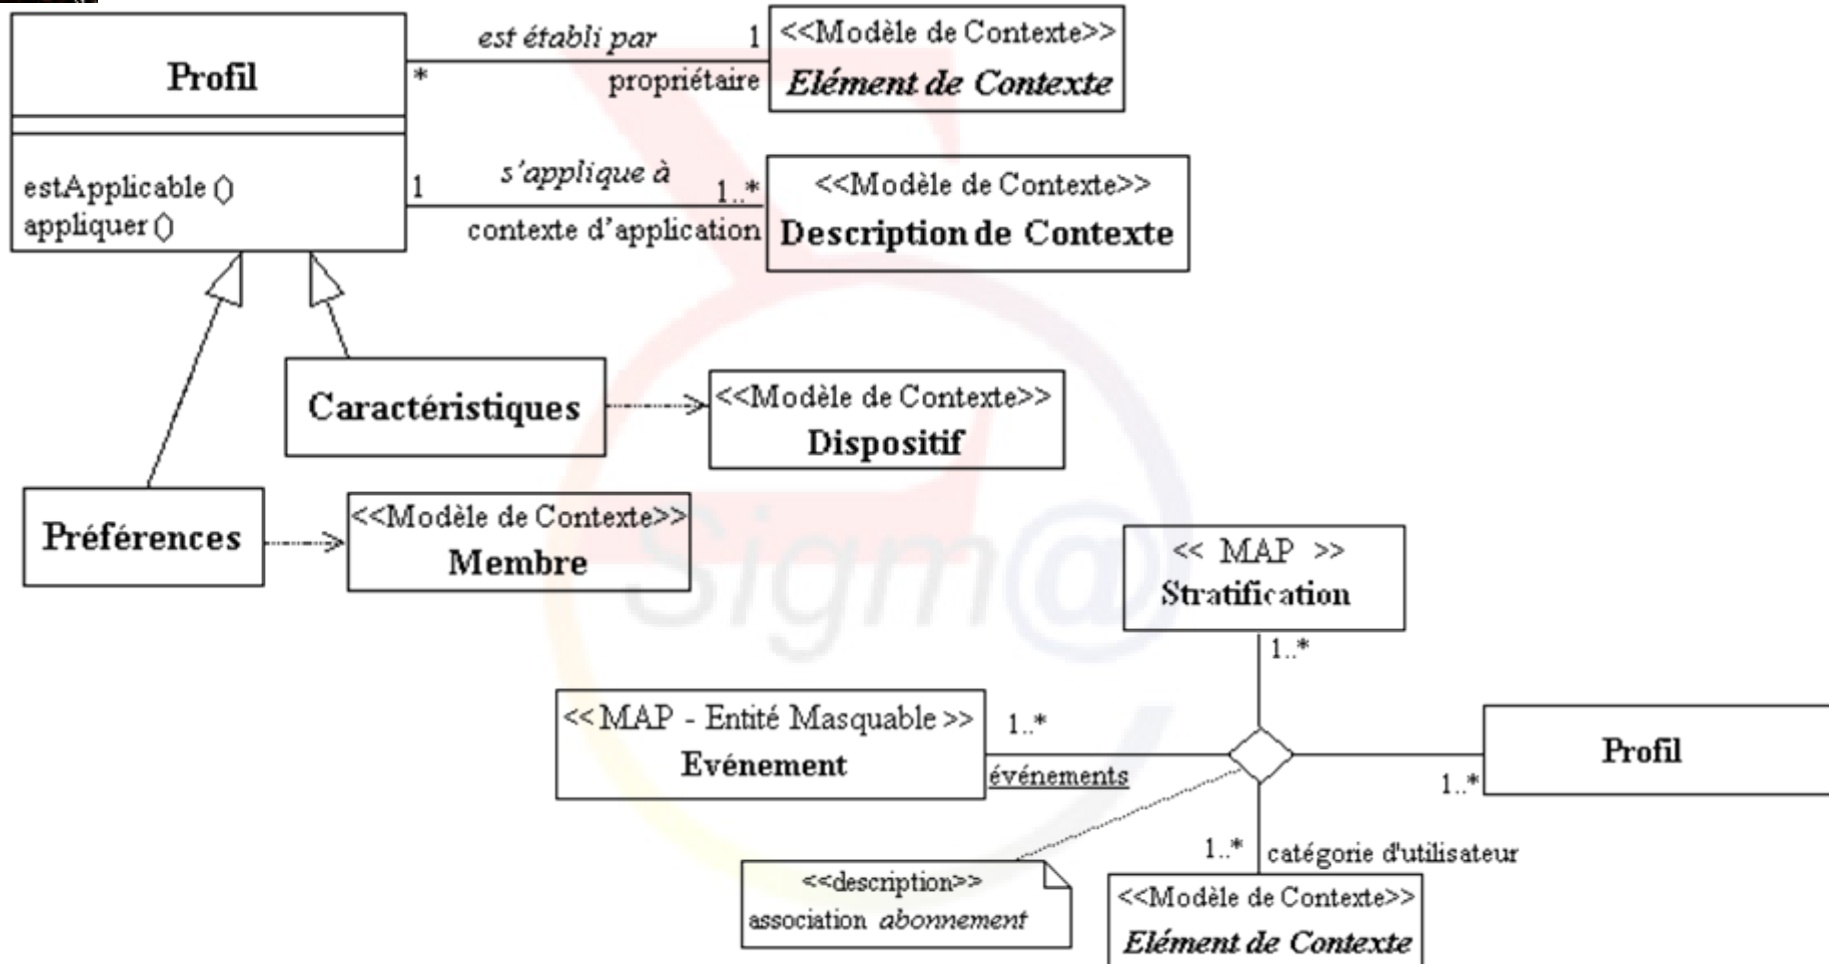 Profil
estApplicable ()
appliquer ()
est établi par
*
1
propriétaire
<<Modèle de Contexte>>
Elément de Contexte
s'applique à
1
1..*
contexte d'application
<<Modèle de Contexte>>
Description de Contexte
Caractéristiques
<<Modèle de Contexte>>
Dispositif
Préférences
<<Modèle de Contexte>>
Membre
Sigm@
<< MAP >>
Stratification
1..*
<< MAP - Entité Masquable >>
Evénement
1..*
événements
Profil
1..*
1..*
catégorie d'utilisateur
<<description>>
association abonnement
<<Modèle de Contexte>>
Elément de Contexte